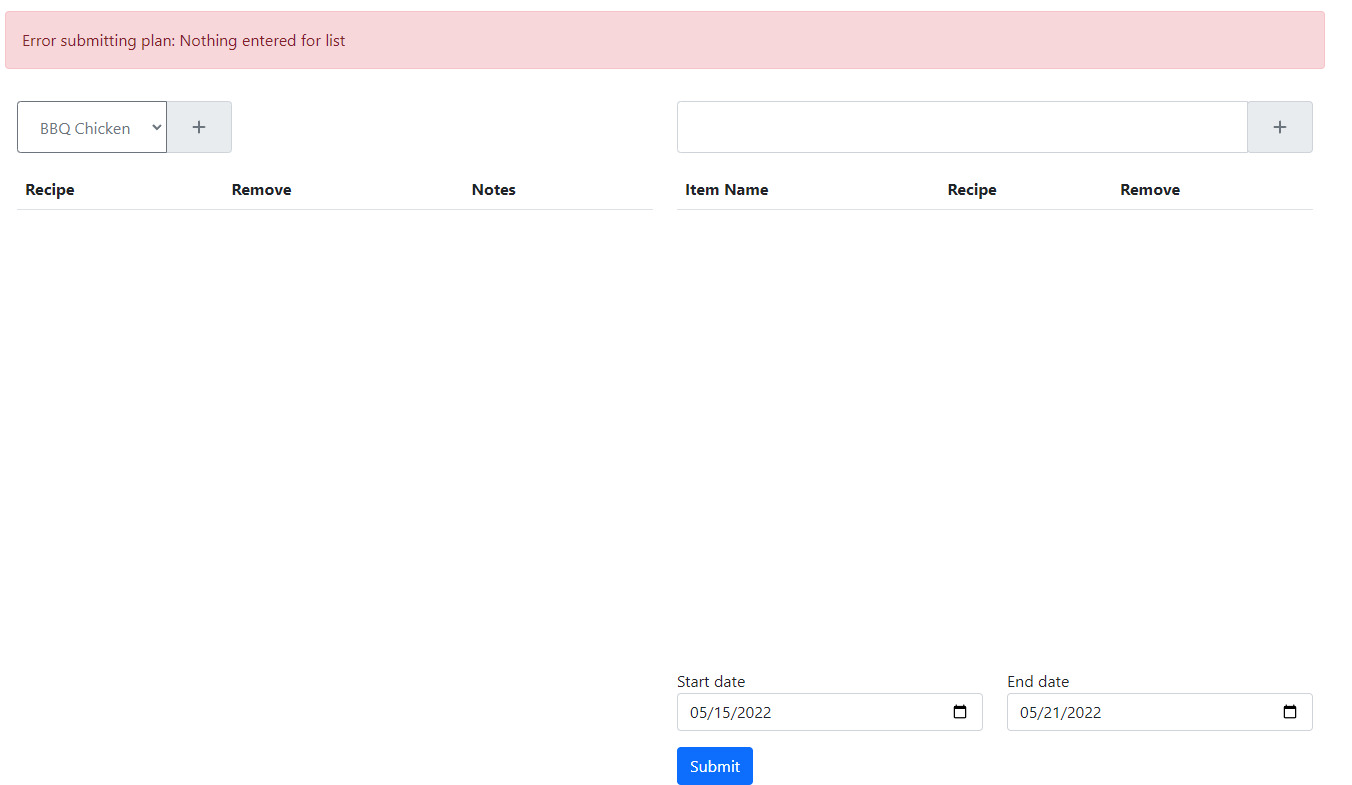 Error submitting plan: Nothing entered for list
BBQ Chicken +
+
Recipe Remove Notes
Item Name Recipe Remove
Start date End date
05/15/2022 05/21/2022
Submit